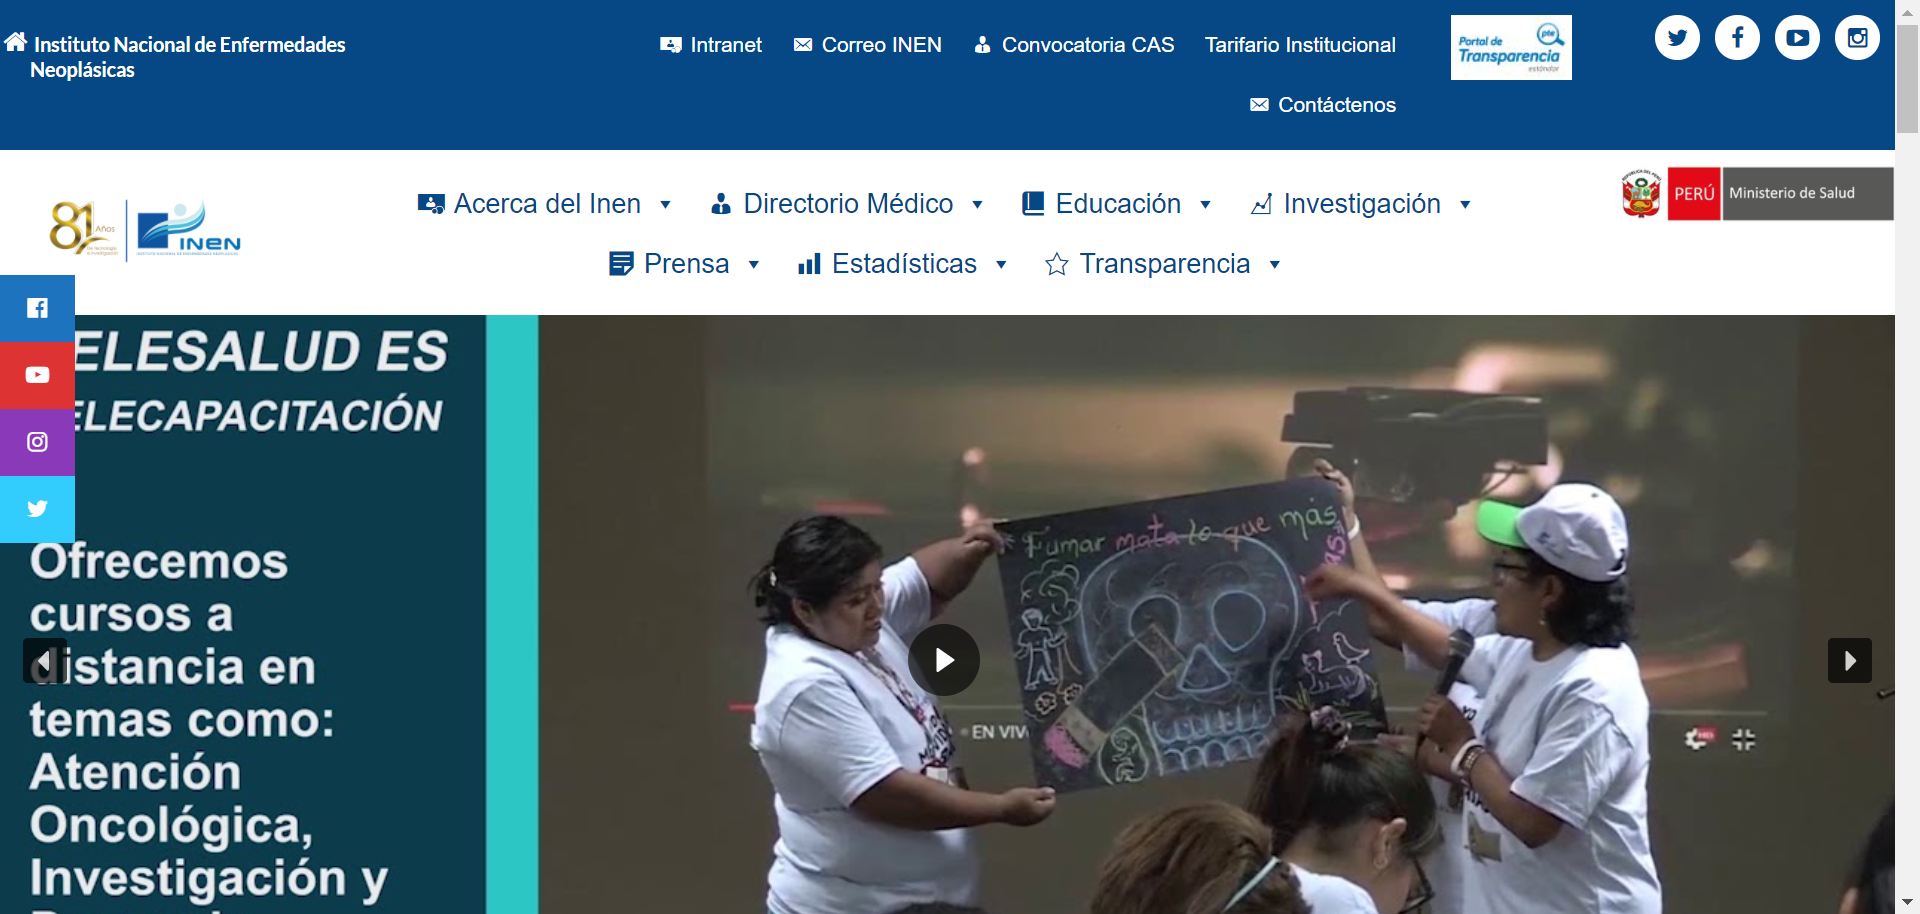 Instituto Nacional de Enfermedades
Neoplásicas
Intranet
Correo INEN
Convocatoria CAS
Tarifario Institucional
Contáctenos
Portal de
Transparencia
estándar
pte
81
Años
INEN
Acerca del Inen
Directorio Médico
Educación
Investigación
Prensa
Estadísticas
Transparencia
PERÚ
Ministerio de Salud
ELESALUD ES
ELECAPACITACIÓN
Ofrecemos
cursos a
distancia en
temas como:
Atención
Oncológica,
Investigación y
Fumar mata lo que más
EN VIV
HD